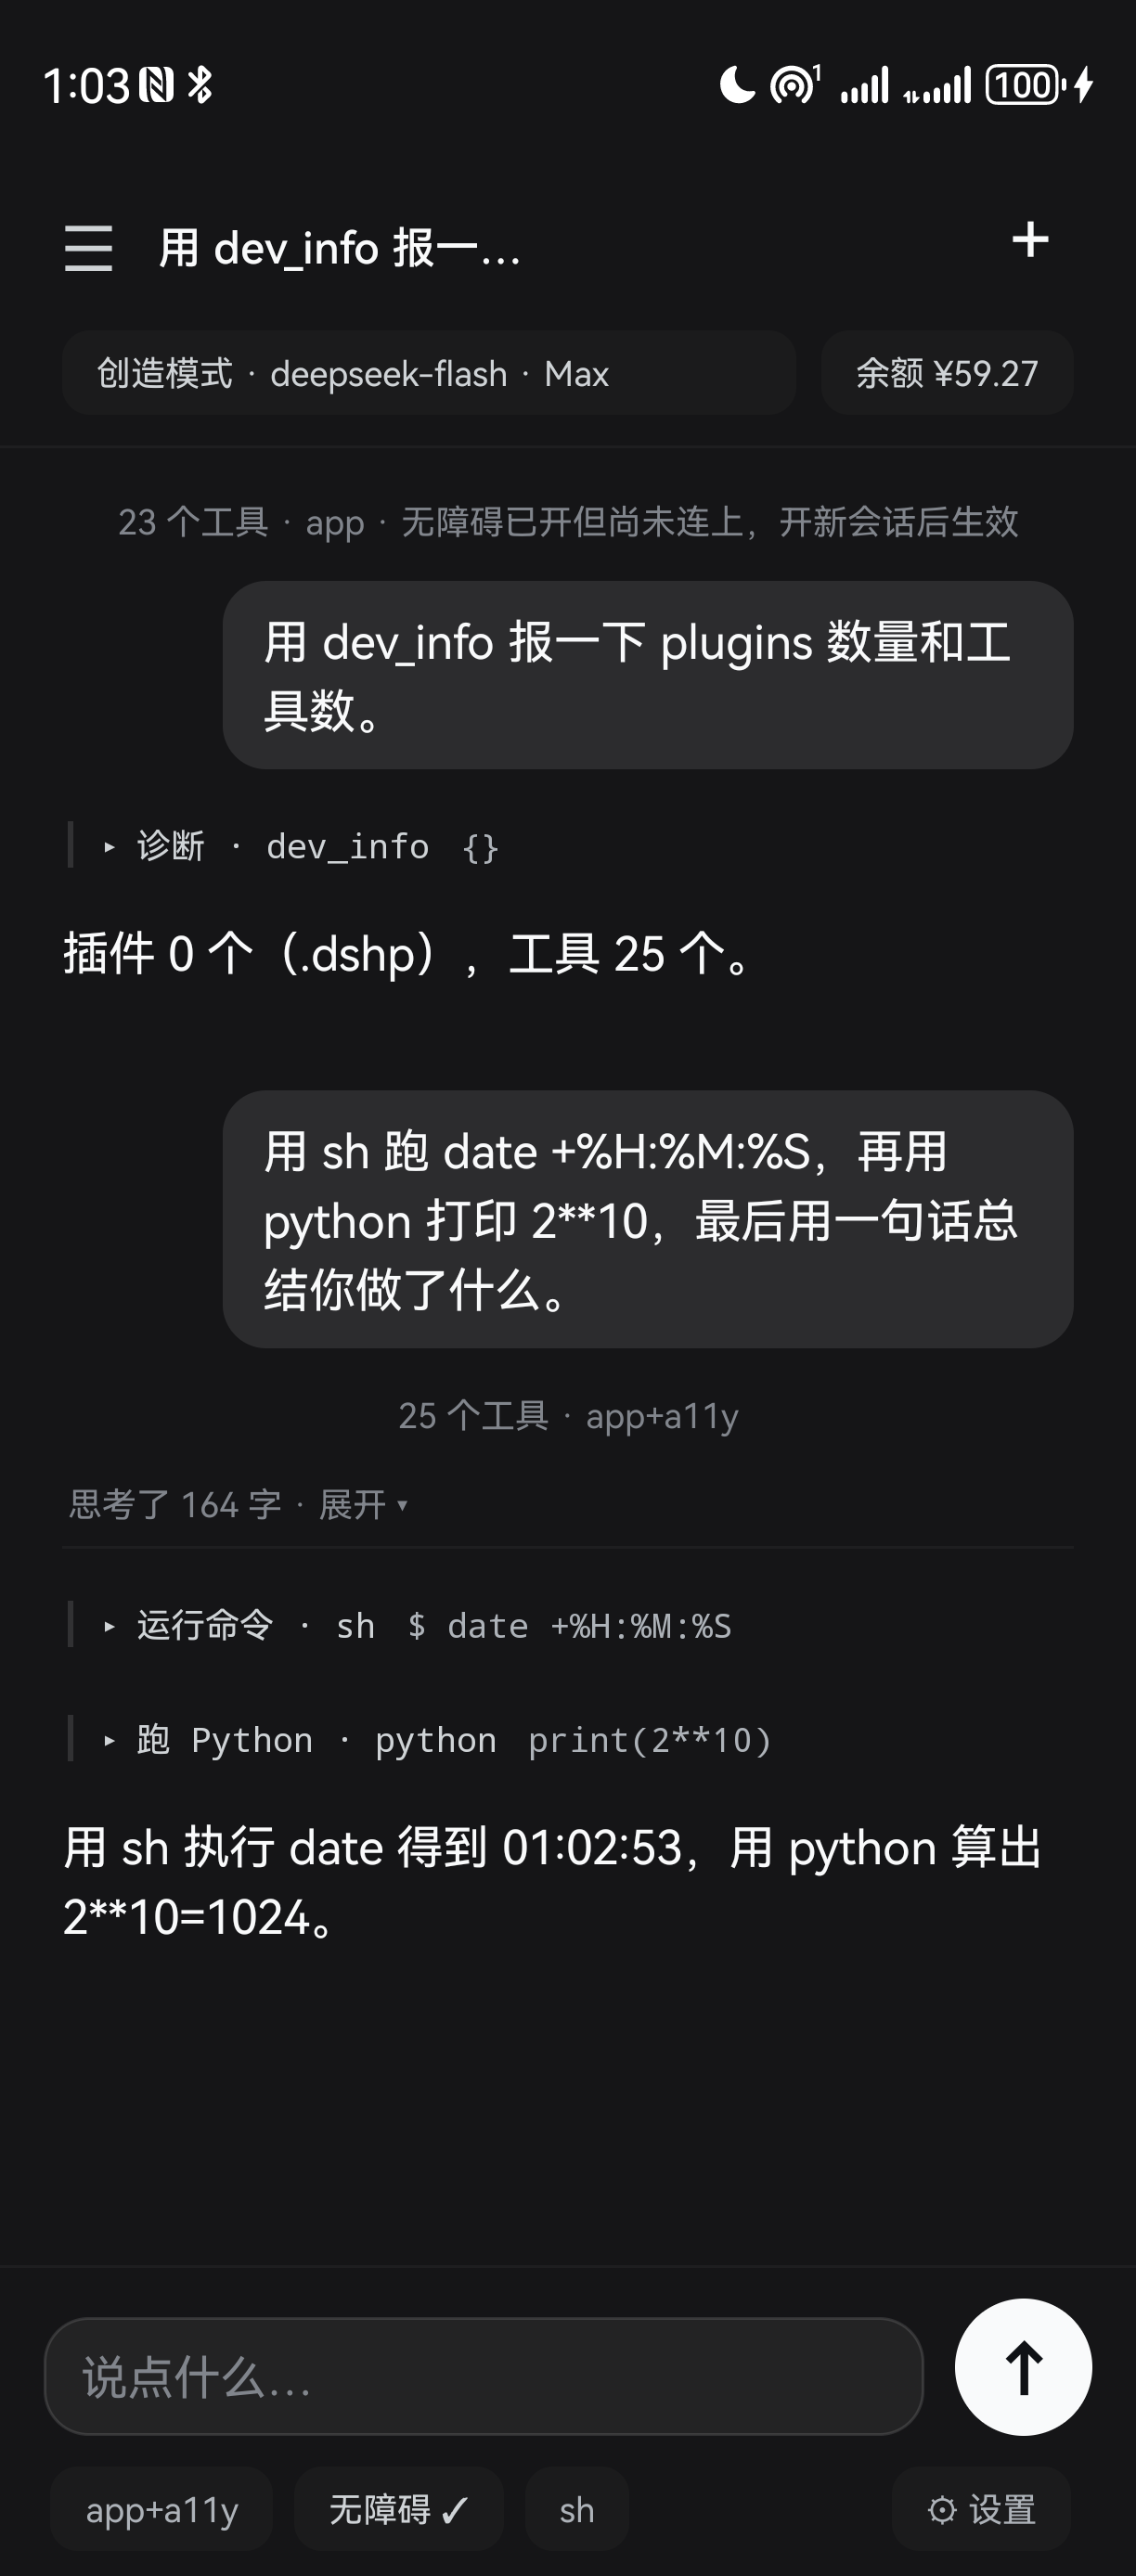 1:03
1
100
用 dev_info 报一…
+
创造模式 · deepseek-flash · Max
余额 ¥59.27
23 个工具 · app · 无障碍已开但尚未连上，开新会话后生效
用 dev_info 报一下 plugins 数量和工
具数。
▸ 诊断 · dev_info {}
插件 0 个（.dshp），工具 25 个。
用 sh 跑 date +%H:%M:%S，再用
python 打印 2**10，最后用一句话总
结你做了什么。
25 个工具 · app+a11y
思考了 164 字 · 展开 ▾
▸ 运行命令 · sh $ date +%H:%M:%S
▸ 跑 Python · python print(2**10)
用 sh 执行 date 得到 01:02:53，用 python 算出
2**10=1024。
说点什么…
↑
app+a11y
无障碍 ✓
sh
⚙ 设置